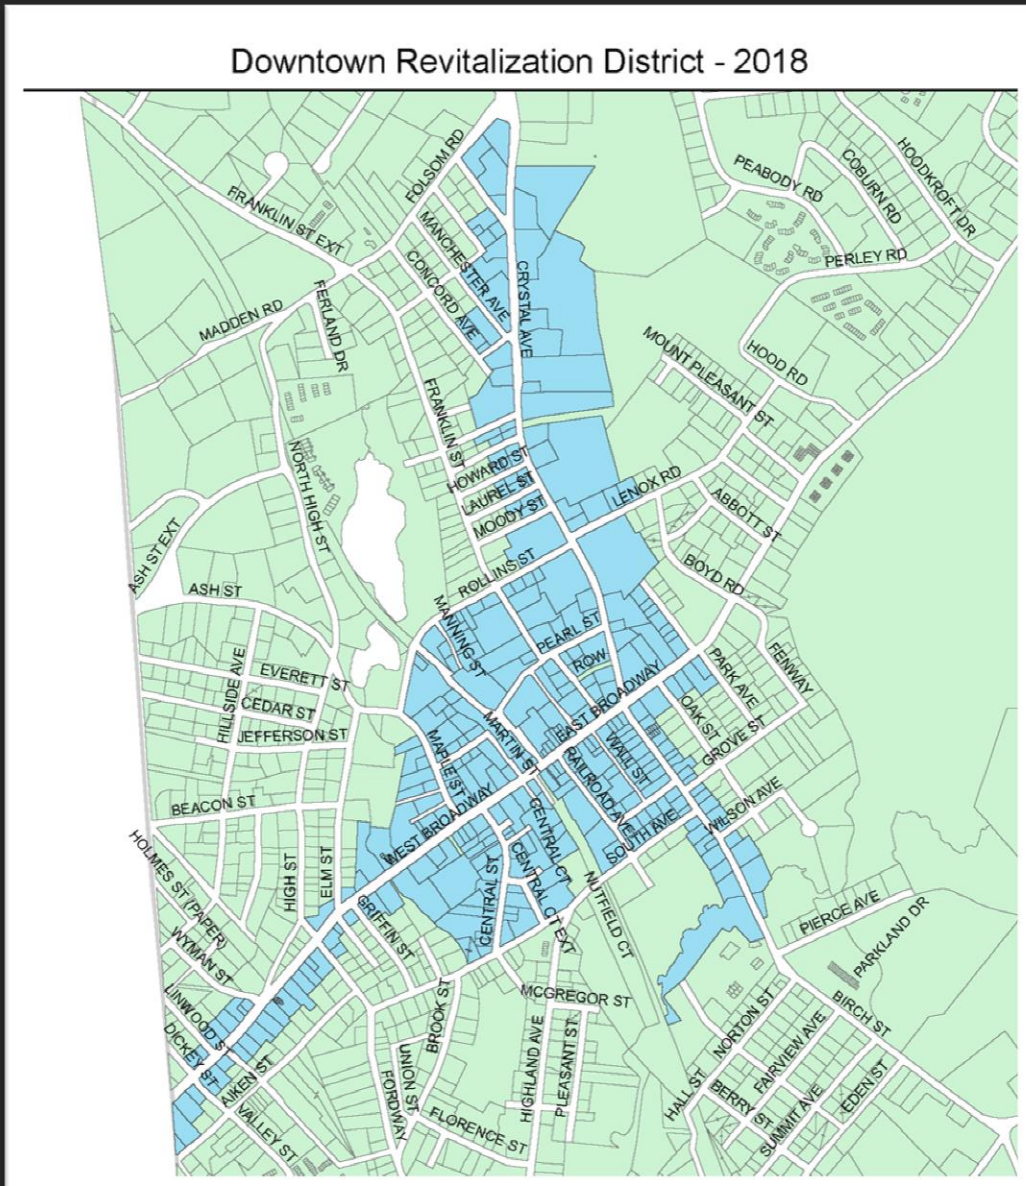 Downtown Revitalization District - 2018
FOLSOM RD
PEABODY RD
COBURN RD
HOODKROFT DR
FRANKLIN ST EXT
MANCHESTER AVE
CONCORD AVE
CRYSTAL AVE
PERLEY RD
MADDEN RD
FERLAND DR
MOUNT PLEASANT ST
HOOD RD
FRANKLIN ST
NORTH HIGH ST
HOWARD ST
LAUREL ST
MOODY ST
LENOX RD
ABBOTT ST
ASH ST EXT
ASH ST
ROLLINS ST
BOYD RD
MANNING ST
PEARL ST
ROW
FENWAY
PARK AVE
HILLSIDE AVE
EVERETT ST
CEDAR ST
JEFFERSON ST
EAST BROADWAY
OAK ST
GROVE ST
MAPLE ST
MARTIN ST
RAILROAD AVE
WALL ST
BEACON ST
WEST BROADWAY
SOUTH AVE
WILSON AVE
HOLMES ST (PAPER)
HIGH ST
ELM ST
CENTRAL CT
CENTRAL ST
CENTRAL CT EXT
NUTFIELD CT
GRIFFIN ST
PIERCE AVE
PARKLAND DR
WYMAN ST
LINWOOD ST
DICKEY ST
BROOK ST
MCGREGOR ST
NORTON ST
BIRCH ST
AIKEN ST
UNION ST
FORDWAY
HIGHLAND AVE
PLEASANT ST
HALL ST
BERRY ST
FAIRVIEW AVE
SUMMIT AVE
EDEN ST
VALLEY ST
FLORENCE ST